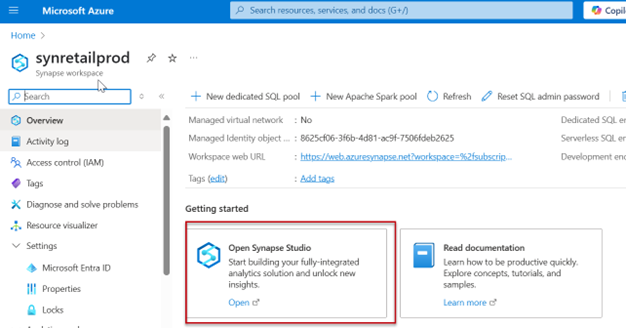 Microsoft Azure
Search resources, services, and docs (G+/)
Copil
Home >
synretailprod
Synapse workspace
Search
Overview
Activity log
Access control (IAM)
Tags
Diagnose and solve problems
Resource visualizer
Settings
Microsoft Entra ID
Properties
Locks
+ New dedicated SQL pool + New Apache Spark pool Refresh Reset SQL admin password
Managed virtual network : No Dedicated SQL en
Managed Identity object ... : 8625cf06-3f6b-4d81-ac9f-7506fdeb2625 Serverless SQL en
Workspace web URL : https://web.azuresynapse.net?workspace=%2fsubscrip... Development end
Tags (edit) : Add tags
Getting started
Open Synapse Studio
Start building your fully-integrated
analytics solution and unlock new
insights.
Open
Read documentation
Learn how to be productive quickly.
Explore concepts, tutorials, and
samples.
Learn more